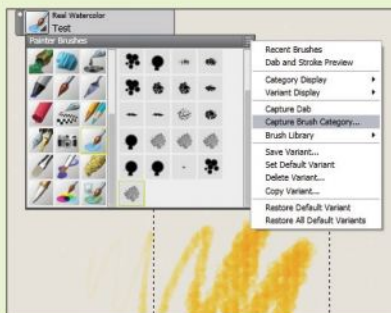 Real Watercolor
Test
Painter Brushes
Recent Brushes
Dab and Stroke Preview
Category Display
Variant Display
Capture Dab
Capture Brush Category...
Brush Library
Save Variant...
Set Default Variant
Delete Variant...
Copy Variant...
Restore Default Variant
Restore All Default Variants